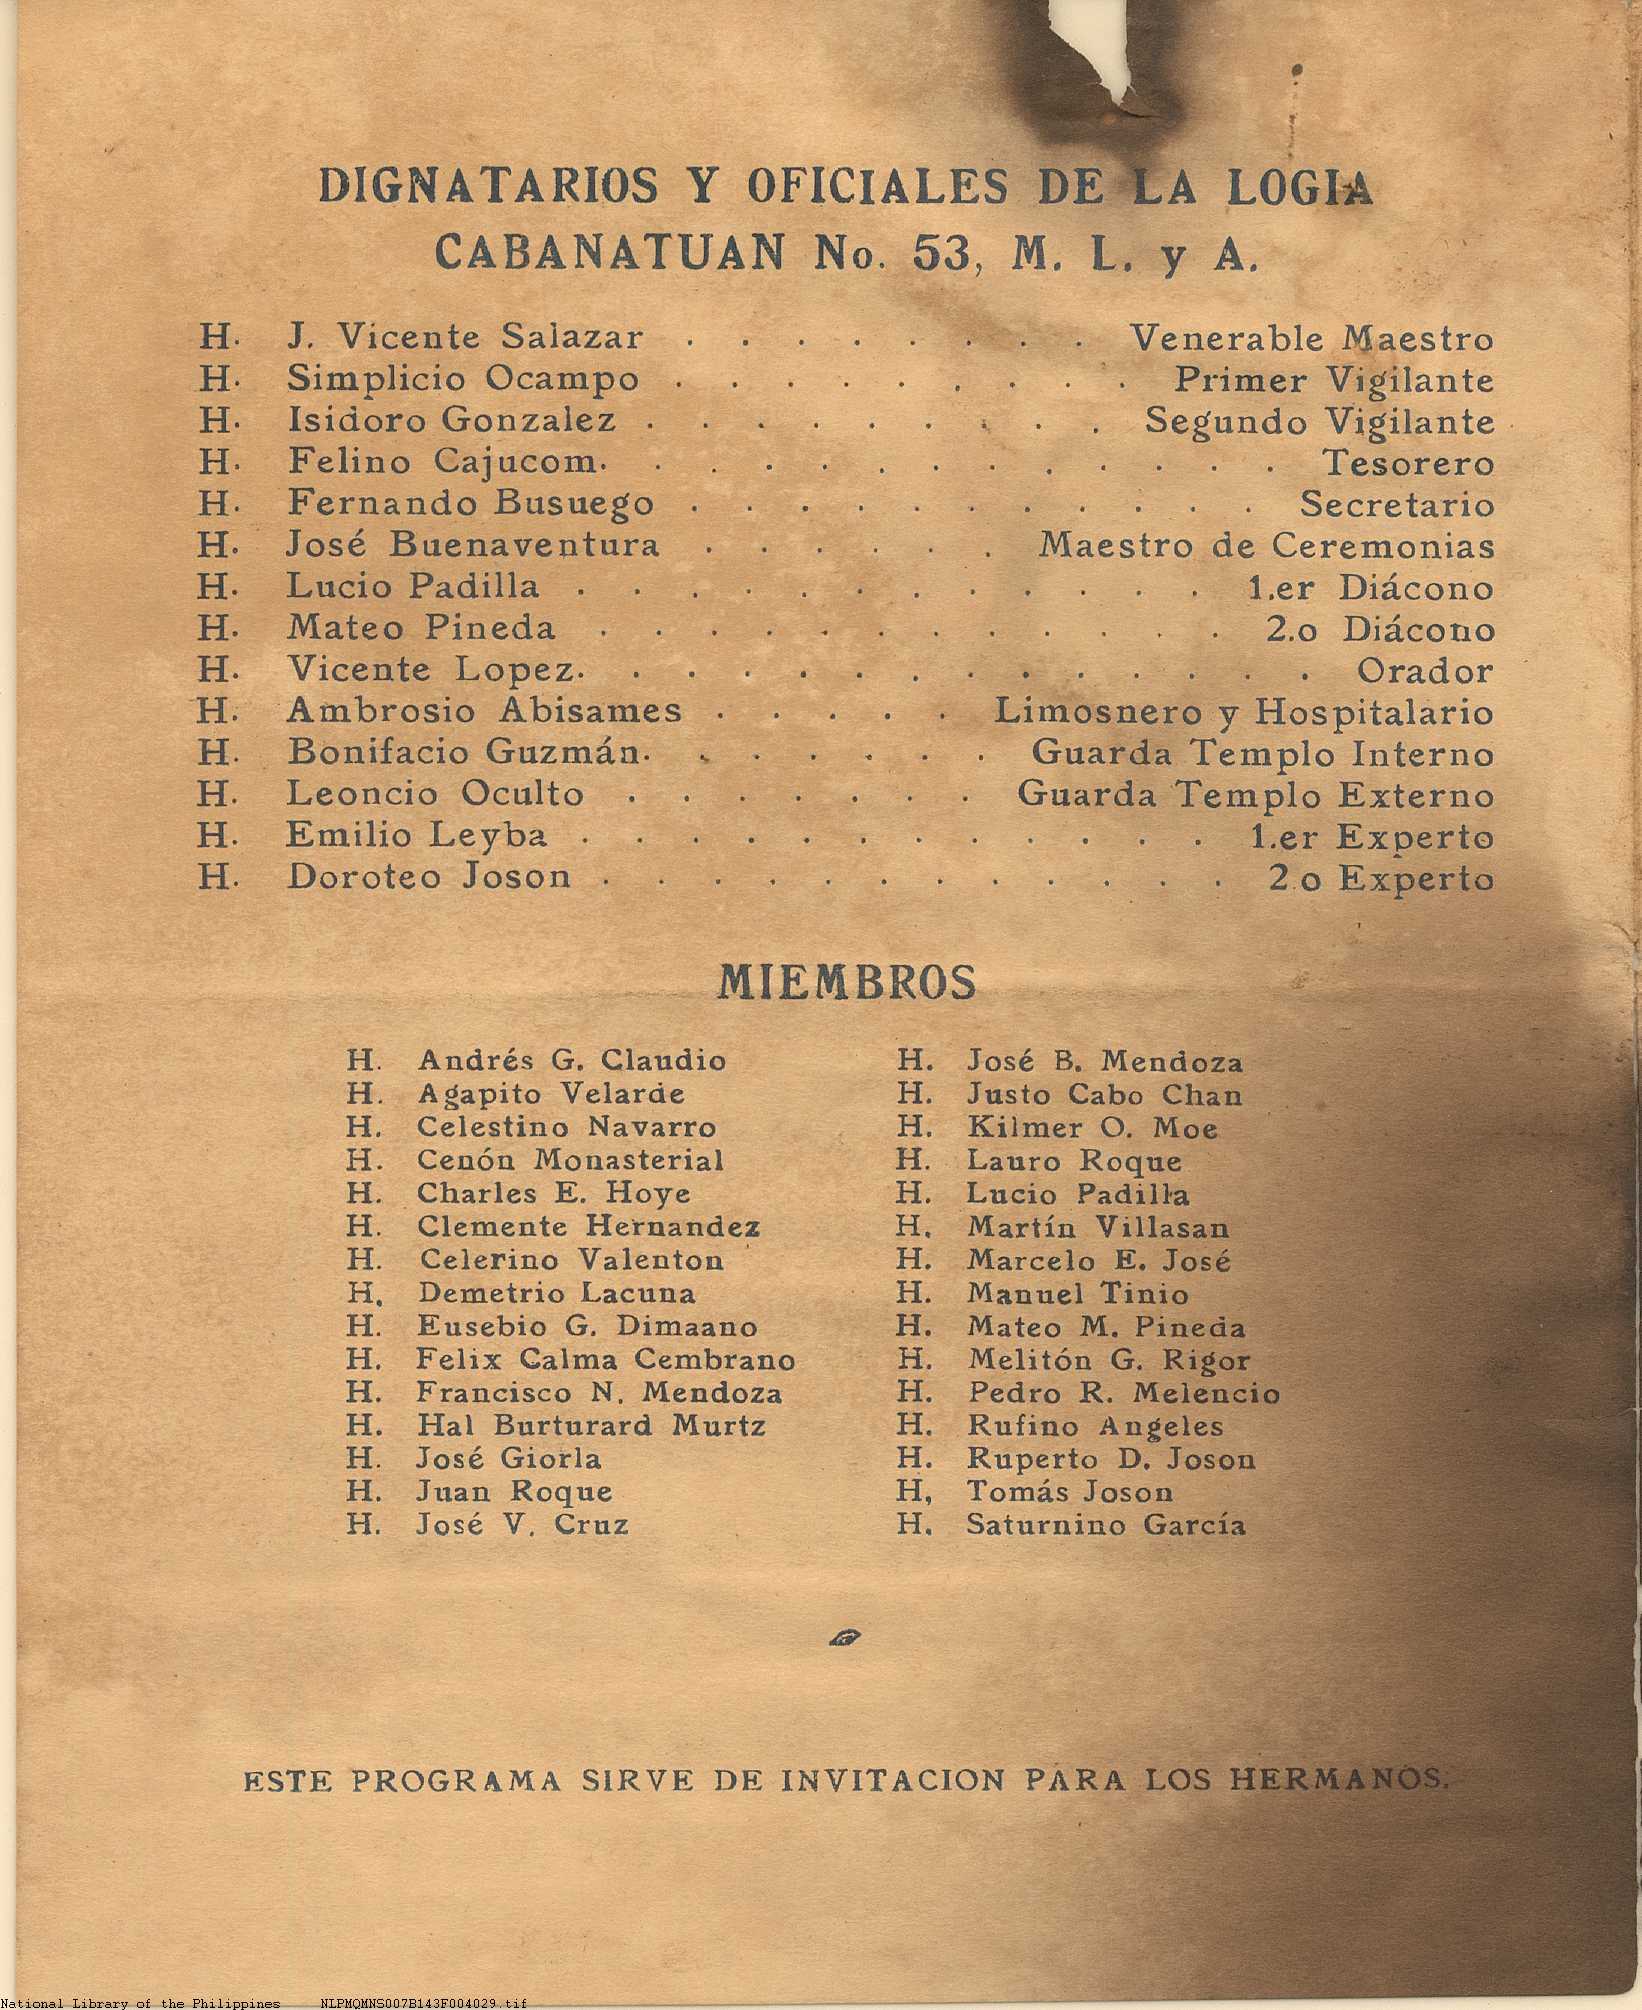 DIGNATARIOS Y OFICIALES DE LA LOGIA
CABANATUAN No. 53, M. L. y A.
H. J. Vicente Salazar . . . . . . . . Venerable Maestro
H. Simplicio Ocampo . . . . . . . . . Primer Vigilante
H. Isidoro Gonzalez . . . . . . . . . Segundo Vigilante
H. Felino Cajucom. . . . . . . . . . . . . Tesorero
H. Fernando Busuego . . . . . . . . . . . Secretario
H. José Buenaventura . . . . . . Maestro de Ceremonias
H. Lucio Padilla . . . . . . . . . . . . 1.er Diácono
H. Mateo Pineda . . . . . . . . . . . . 2.o Diácono
H. Vicente Lopez. . . . . . . . . . . . . . Orador
H. Ambrosio Abisames . . . . . Limosnero y Hospitalario
H. Bonifacio Guzmán. . . . . . . Guarda Templo Interno
H. Leoncio Oculto . . . . . . . Guarda Templo Externo
H. Emilio Leyba . . . . . . . . . . . . 1.er Experto
H. Doroteo Joson . . . . . . . . . . . . 2.o Experto
MIEMBROS
H. Andrés G. Claudio
H. Agapito Velarde
H. Celestino Navarro
H. Cenón Monasterial
H. Charles E. Hoye
H. Clemente Hernandez
H. Celerino Valenton
H. Demetrio Lacuna
H. Eusebio G. Dimaano
H. Felix Calma Cembrano
H. Francisco N. Mendoza
H. Hal Burturard Murtz
H. José Giorla
H. Juan Roque
H. José V. Cruz
H. José B. Mendoza
H. Justo Cabo Chan
H. Kilmer O. Moe
H. Lauro Roque
H. Lucio Padilla
H. Martín Villasan
H. Marcelo E. José
H. Manuel Tinio
H. Mateo M. Pineda
H. Melitón G. Rigor
H. Pedro R. Melencio
H. Rufino Angeles
H. Ruperto D. Joson
H, Tomás Joson
H. Saturnino García
ESTE PROGRAMA SIRVE DE INVITACION PARA LOS HERMANOS.
National Library of the Philippines NLPMQMNS007B143F004029.tif